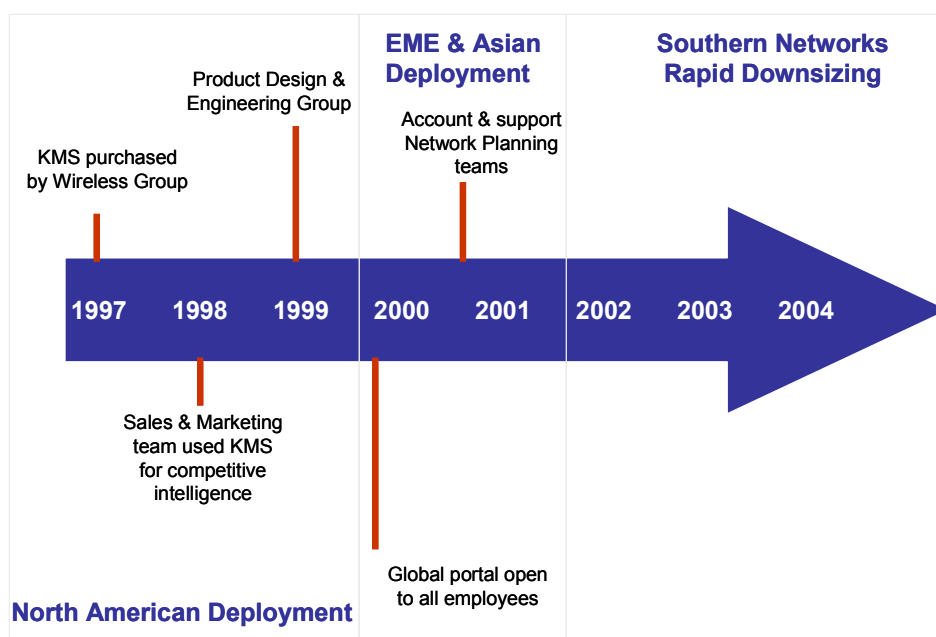 EME & Asian
Deployment
Southern Networks
Rapid Downsizing
Product Design &
Engineering Group
Account & support
Network Planning
teams
KMS purchased
by Wireless Group
1997 1998 1999 2000 2001 2002 2003 2004
Sales & Marketing
team used KMS
for competitive
intelligence
Global portal open
to all employees
North American Deployment